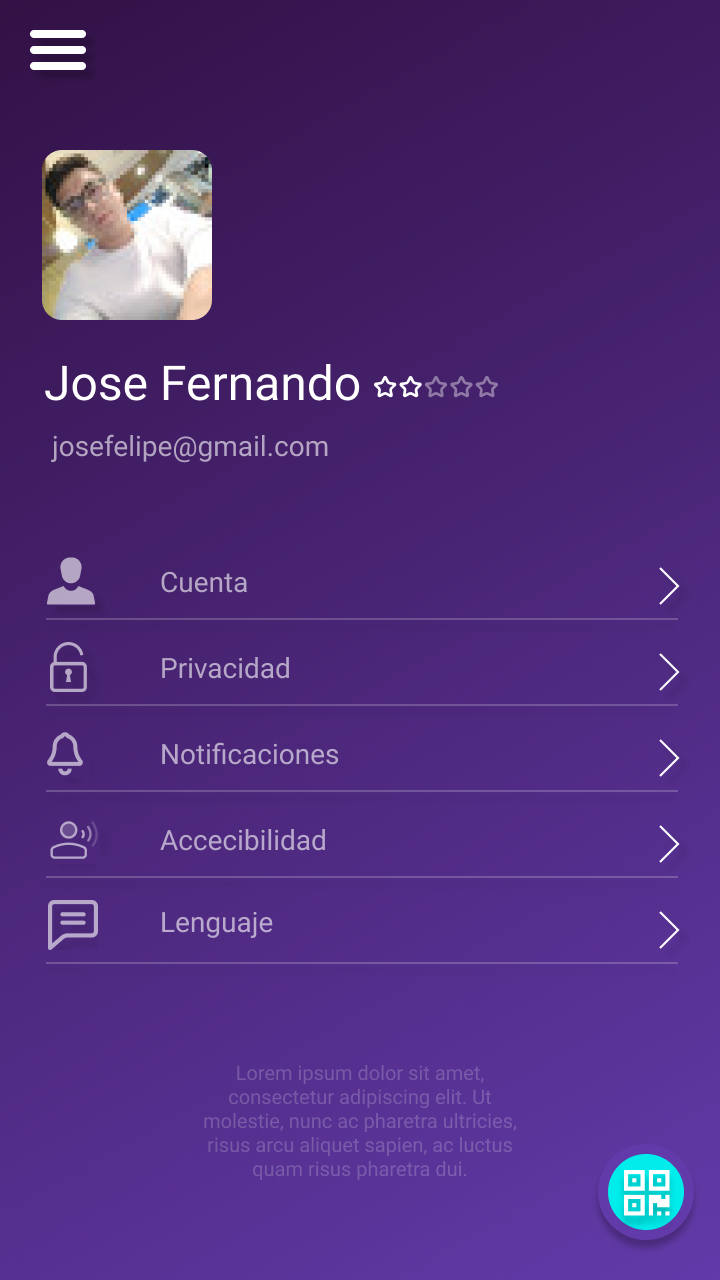 Jose Fernando
josefelipe@gmail.com
Cuenta
Privacidad
Notificaciones
Accecibilidad
Lenguaje
Lorem ipsum dolor sit amet,
consectetur adipiscing elit. Ut
molestie, nunc ac pharetra ultricies,
risus arcu aliquet sapien, ac luctus
quam risus pharetra dui.